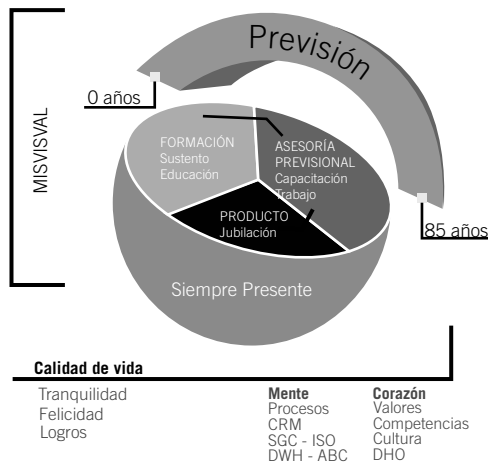 Previsión
MISVISVAL
0 años
FORMACIÓN
Sustento
Educación
ASESORÍA
PREVISIONAL
Capacitación
Trabajo
PRODUCTO
Jubilación
85 años
Siempre Presente
Calidad de vida
Tranquilidad
Felicidad
Logros
Mente
Procesos
CRM
SGC - ISO
DWH - ABC
Corazón
Valores
Competencias
Cultura
DHO